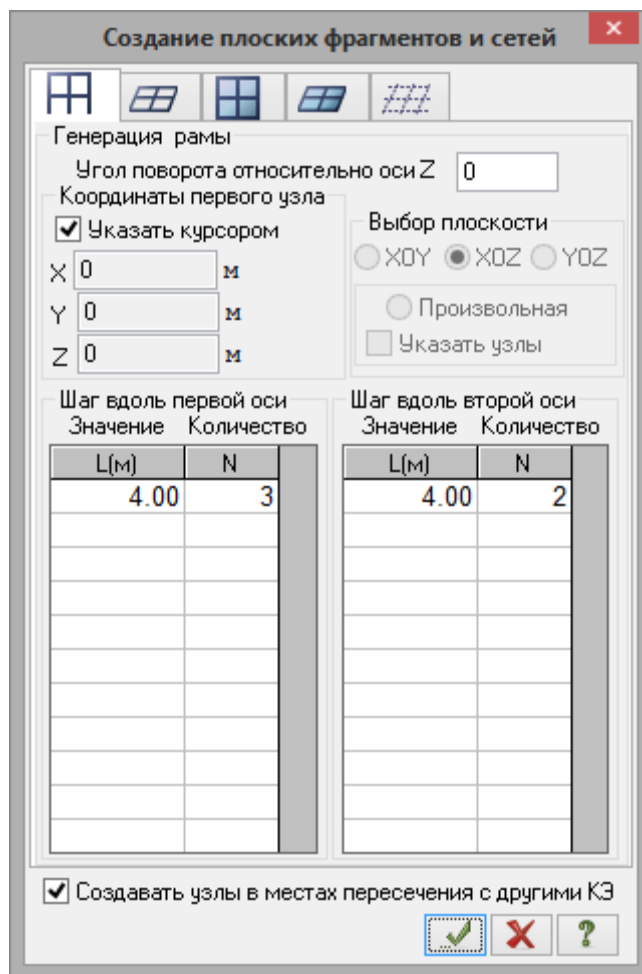 Создание плоских фрагментов и сетей
Генерация рамы
Угол поворота относительно оси Z 0
Координаты первого узла
Указать курсором
X 0 м
Y 0 м
Z 0 м
Выбор плоскости
XOY XOZ YOZ
Произвольная
Указать узлы
Шаг вдоль первой оси
Значение Количество
L(м) N
4.00 3
Шаг вдоль второй оси
Значение Количество
L(м) N
4.00 2
Создавать узлы в местах пересечения с другими КЭ
?